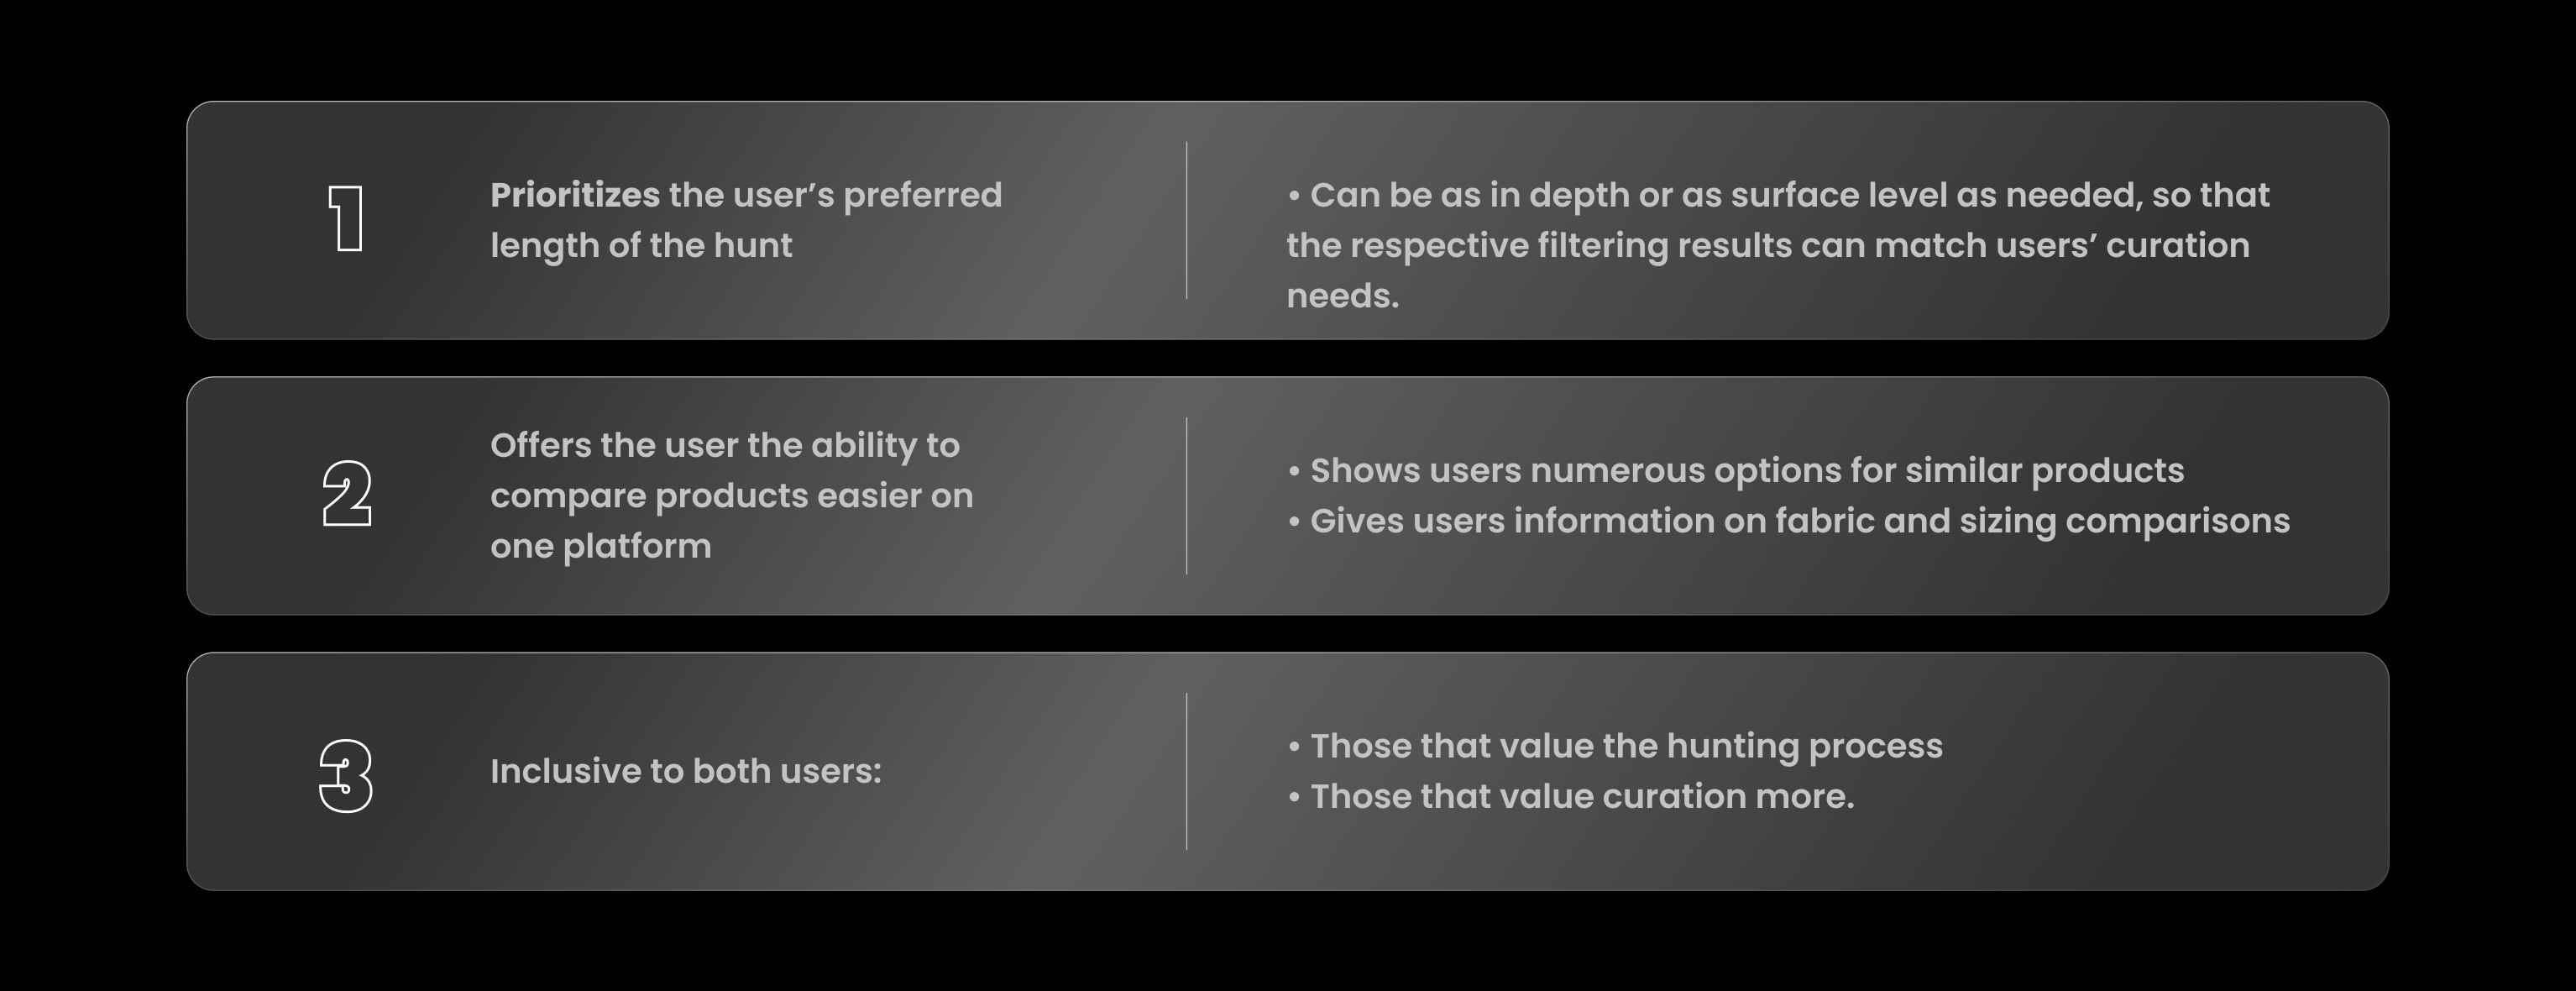 1
Prioritizes the user’s preferred
length of the hunt
• Can be as in depth or as surface level as needed, so that
the respective filtering results can match users’ curation
needs.
2
Offers the user the ability to
compare products easier on
one platform
• Shows users numerous options for similar products
• Gives users information on fabric and sizing comparisons
3
Inclusive to both users:
• Those that value the hunting process
• Those that value curation more.